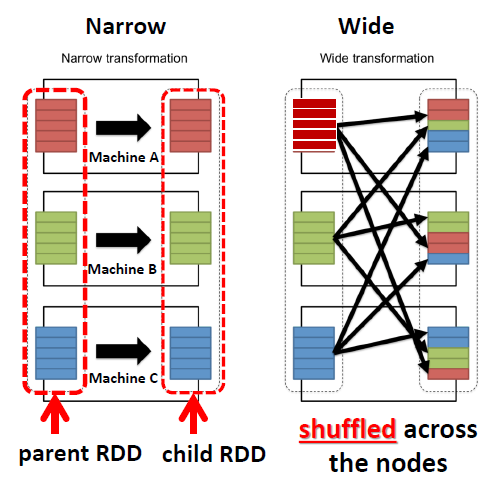 Narrow
Wide
Narrow transformation
Wide transformation
Machine A
Machine B
Machine C
parent RDD
child RDD
shuffled across
the nodes